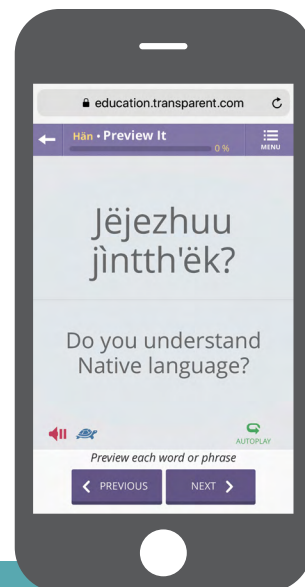 education.transparent.com
Hän • Preview It
0 %
MENU
Jëjezhuu
jìntth'ëk?
Do you understand
Native language?
AUTOPLAY
Preview each word or phrase
PREVIOUS
NEXT